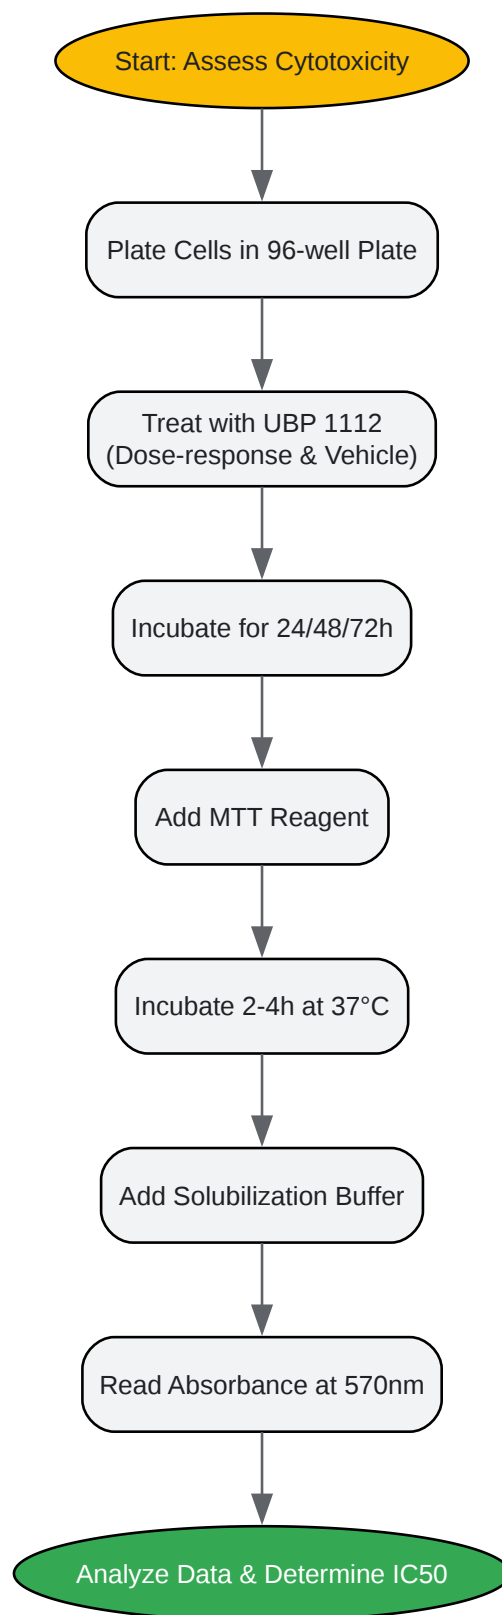 Start: Assess Cytotoxicity
Plate Cells in 96-well Plate
Treat with UBP 1112
(Dose-response & Vehicle)
Incubate for 24/48/72h
Add MTT Reagent
Incubate 2-4h at 37°C
Add Solubilization Buffer
Read Absorbance at 570nm
Analyze Data & Determine IC50